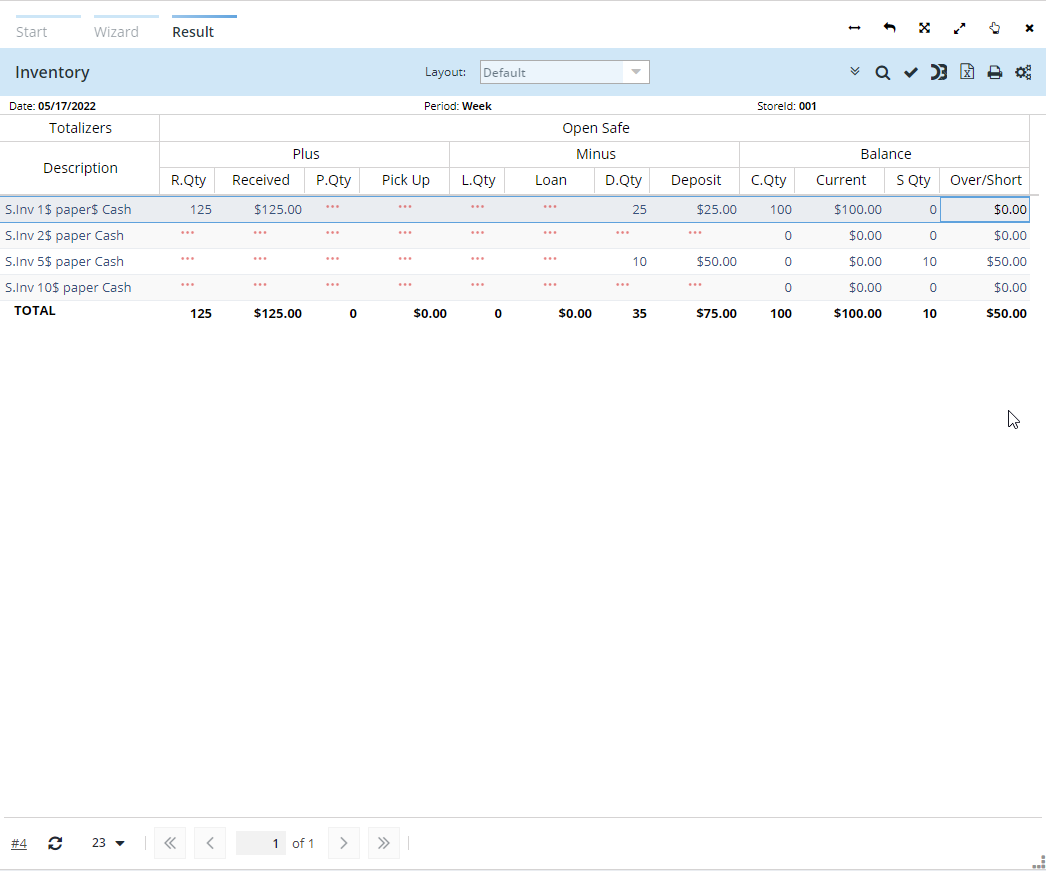 Start Wizard Result
Inventory Layout: Default
Date: 05/17/2022 Period: Week StoreId: 001
Totalizers Open Safe
Description Plus Minus Balance
R.Qty Received P.Qty Pick Up L.Qty Loan D.Qty Deposit C.Qty Current S Qty Over/Short
S.Inv 1$ paper$ Cash 125 $125.00 *** *** *** *** 25 $25.00 100 $100.00 0 $0.00
S.Inv 2$ paper Cash *** *** *** *** *** *** *** *** 0 $0.00 0 $0.00
S.Inv 5$ paper Cash *** *** *** *** *** *** 10 $50.00 0 $0.00 10 $50.00
S.Inv 10$ paper Cash *** *** *** *** *** *** *** *** 0 $0.00 0 $0.00
TOTAL 125 $125.00 0 $0.00 0 $0.00 35 $75.00 100 $100.00 10 $50.00
#4 23 1 of 1